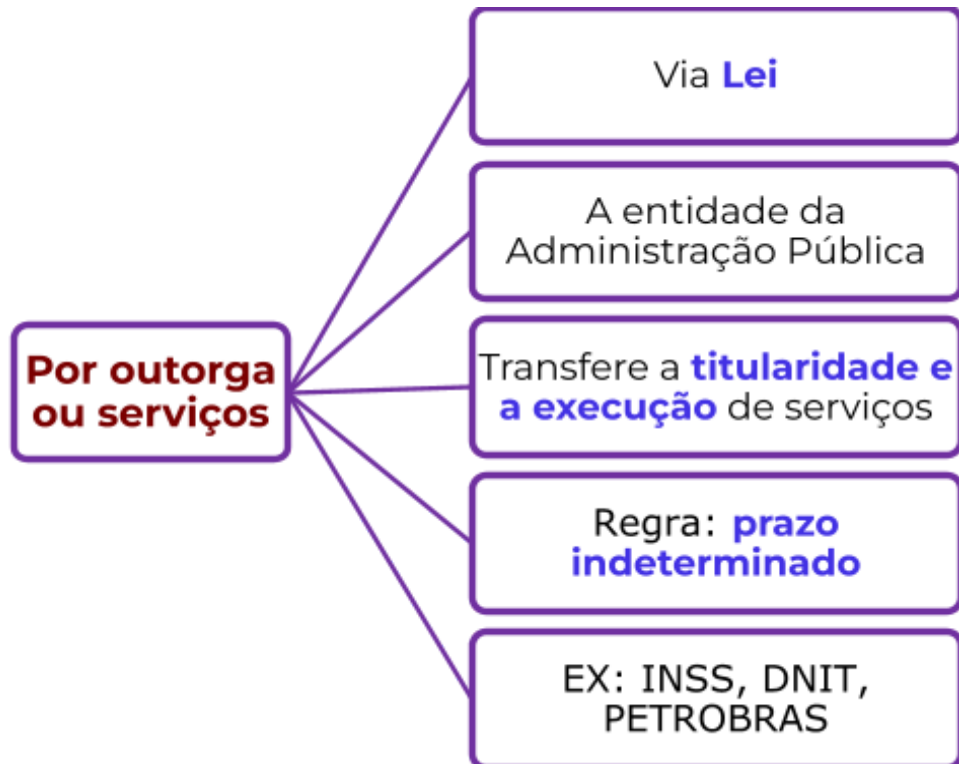 Via Lei
A entidade da
Administração Pública
Por outorga
ou serviços
Transfere a titularidade e
a execução de serviços
Regra: prazo
indeterminado
EX: INSS, DNIT,
PETROBRAS